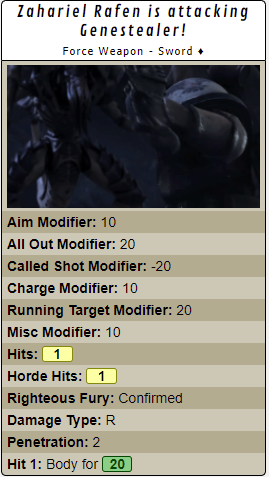 Zahariel Rafen is attacking
Genestealer!
Force Weapon - Sword ♦
Aim Modifier: 10
All Out Modifier: 20
Called Shot Modifier: -20
Charge Modifier: 10
Running Target Modifier: 20
Misc Modifier: 10
Hits: 1
Horde Hits: 1
Righteous Fury: Confirmed
Damage Type: R
Penetration: 2
Hit 1: Body for 20